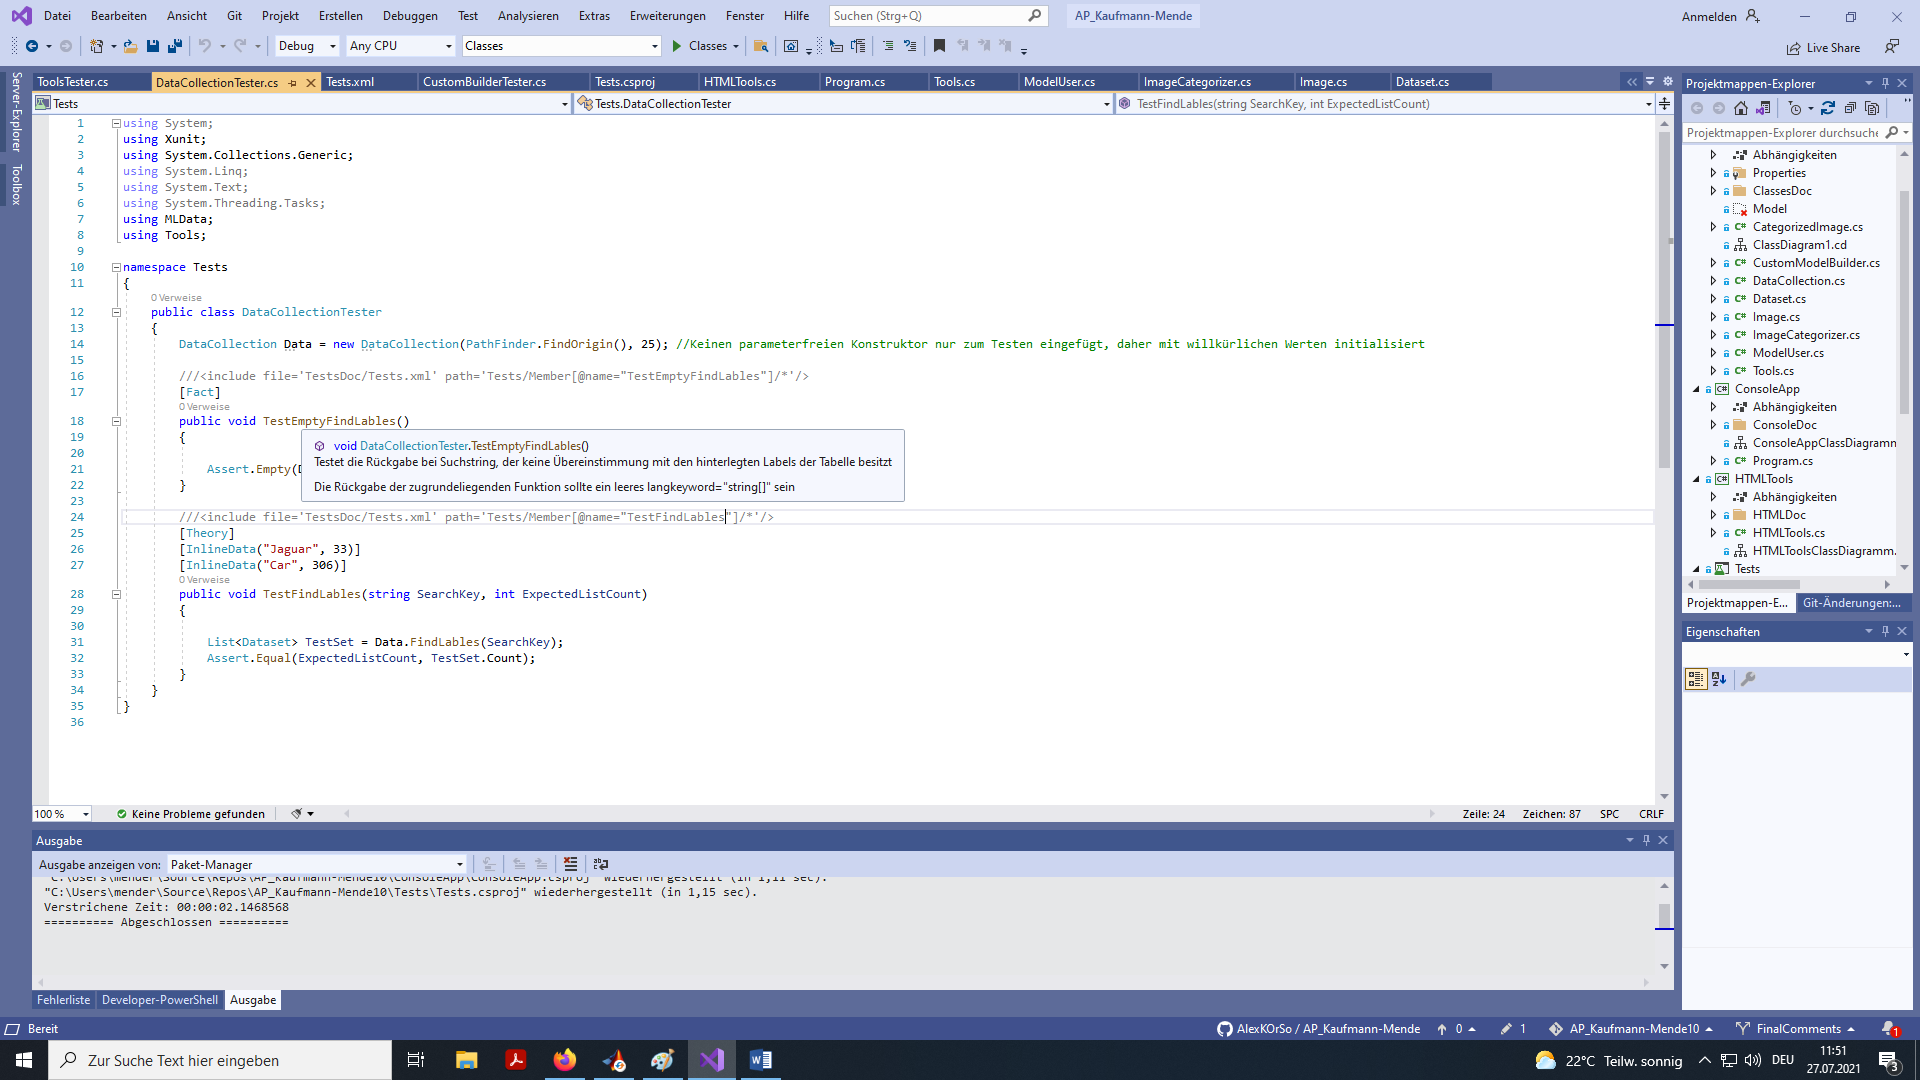 Datei Bearbeiten Ansicht Git Projekt Erstellen Debuggen Test Analysieren Extras Erweiterungen Fenster Hilfe Suchen (Strg+Q) AP_Kaufmann-Mende Anmelden
Debug Any CPU Classes Classes Live Share
ToolsTester.cs DataCollectionTester.cs Tests.xml CustomBuilderTester.cs Tests.csproj HTMLTools.cs Program.cs Tools.cs ModelUser.cs ImageCategorizer.cs Image.cs Dataset.cs
Server-Explorer
Toolbox
Tests Tests.DataCollectionTester TestFindLables(string SearchKey, int ExpectedListCount)
1 using System;
2 using Xunit;
3 using System.Collections.Generic;
4 using System.Linq;
5 using System.Text;
6 using System.Threading.Tasks;
7 using MLData;
8 using Tools;
9
10 namespace Tests
11 {
0 Verweise
12 public class DataCollectionTester
13 {
14 DataCollection Data = new DataCollection(PathFinder.FindOrigin(), 25); //Keinen parameterfreien Konstruktor nur zum Testen eingefügt, daher mit willkürlichen Werten initialisiert
15
16 ///<include file='TestsDoc/Tests.xml' path='Tests/Member[@name="TestEmptyFindLables"]/*'/>
17 [Fact]
0 Verweise
18 public void TestEmptyFindLables()
19 {
20
21 Assert.Empty(
22 }
23
void DataCollectionTester.TestEmptyFindLables()
Testet die Rückgabe bei Suchstring, der keine Übereinstimmung mit den hinterlegten Labels der Tabelle besitzt
Die Rückgabe der zugrundeliegenden Funktion sollte ein leeres langkeyword="string[]" sein
24 ///<include file='TestsDoc/Tests.xml' path='Tests/Member[@name="TestFindLables"]/*'/>
25 [Theory]
26 [InlineData("Jaguar", 33)]
27 [InlineData("Car", 306)]
0 Verweise
28 public void TestFindLables(string SearchKey, int ExpectedListCount)
29 {
30
31 List<Dataset> TestSet = Data.FindLables(SearchKey);
32 Assert.Equal(ExpectedListCount, TestSet.Count);
33 }
34 }
35 }
36
100 % Keine Probleme gefunden Zeile: 24 Zeichen: 87 SPC CRLF
Ausgabe
Ausgabe anzeigen von: Paket-Manager
"C:\Users\mender\Source\Repos\AP_Kaufmann-Mende10\ConsoleApp\ConsoleApp.csproj" wiederhergestellt (in 1,11 sec).
"C:\Users\mender\Source\Repos\AP_Kaufmann-Mende10\Tests\Tests.csproj" wiederhergestellt (in 1,15 sec).
Verstrichene Zeit: 00:00:02.1468568
========== Abgeschlossen ==========
Fehlerliste Developer-PowerShell Ausgabe
Projektmappen-Explorer
Projektmappen-Explorer durchsuche
Abhängigkeiten
Properties
ClassesDoc
Model
CategorizedImage.cs
ClassDiagram1.cd
CustomModelBuilder.cs
DataCollection.cs
Dataset.cs
Image.cs
ImageCategorizer.cs
ModelUser.cs
Tools.cs
ConsoleApp
Abhängigkeiten
ConsoleDoc
ConsoleAppClassDiagramm
Program.cs
HTMLTools
Abhängigkeiten
HTMLDoc
HTMLTools.cs
HTMLToolsClassDiagramm.
Tests
Projektmappen-E... Git-Änderungen:...
Eigenschaften
Bereit AlexKOrSo / AP_Kaufmann-Mende 0 1 AP_Kaufmann-Mende10 FinalComments 1
Zur Suche Text hier eingeben 22°C Teilw. sonnig DEU 11:51
27.07.2021 3